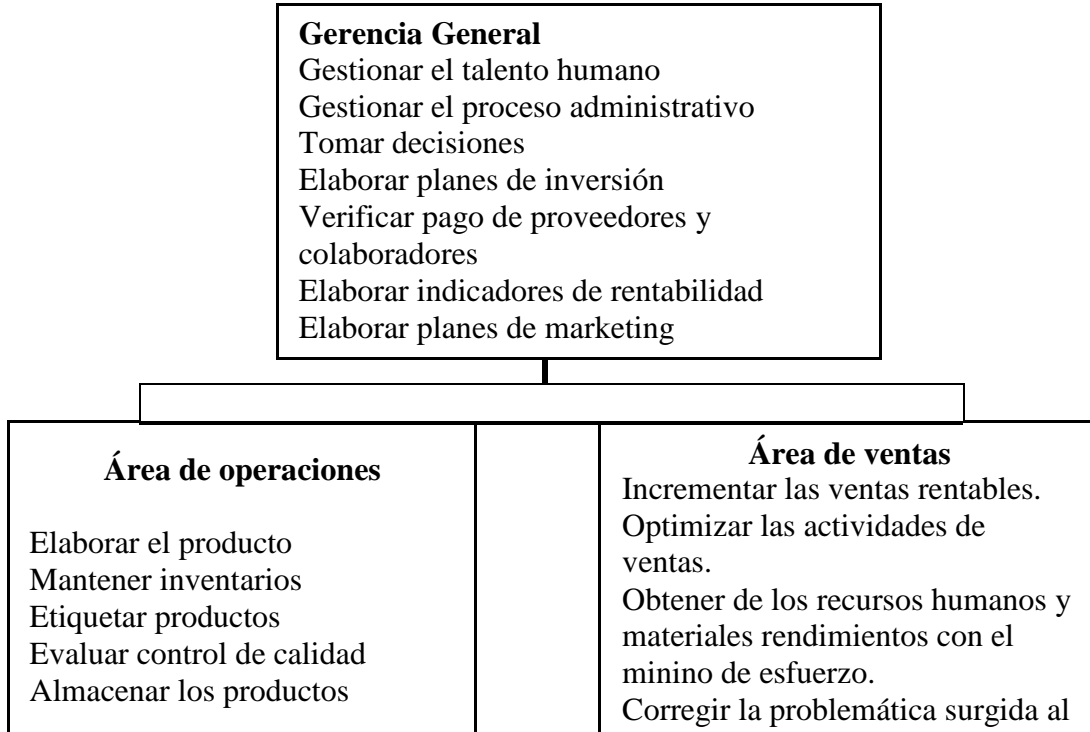 Gerencia General
Gestionar el talento humano
Gestionar el proceso administrativo
Tomar decisiones
Elaborar planes de inversión
Verificar pago de proveedores y
colaboradores
Elaborar indicadores de rentabilidad
Elaborar planes de marketing
Área de operaciones
Elaborar el producto
Mantener inventarios
Etiquetar productos
Evaluar control de calidad
Almacenar los productos
Área de ventas
Incrementar las ventas rentables.
Optimizar las actividades de
ventas.
Obtener de los recursos humanos y
materiales rendimientos con el
minino de esfuerzo.
Corregir la problemática surgida al